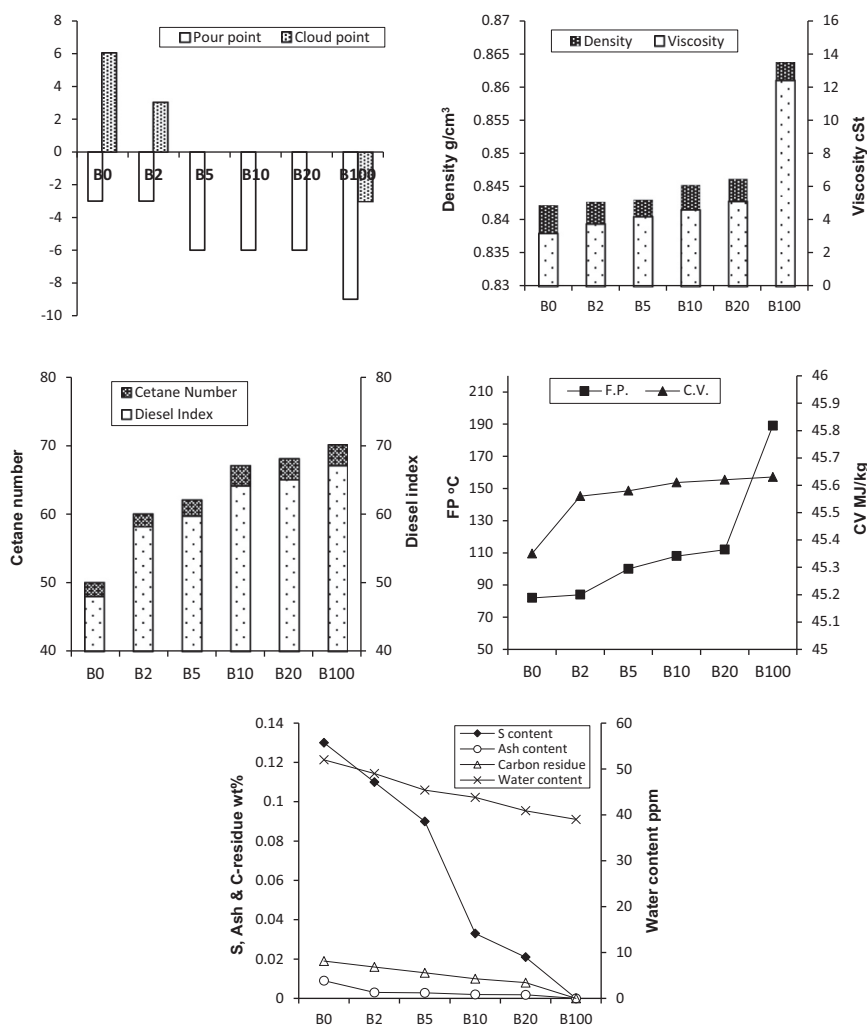 8
6
4
2
0
-2
-4
-6
-8
-10
Pour point
Cloud point
B0
B2
B5
B10
B20
B100
0.87
0.865
0.86
0.855
0.85
0.845
0.84
0.835
0.83
Density g/cm³
Density
Viscosity
16
14
12
10
8
6
4
2
0
Viscosity cSt
B0
B2
B5
B10
B20
B100
80
70
60
50
40
Cetane number
Cetane Number
Diesel Index
80
70
60
50
40
Diesel index
B0
B2
B5
B10
B20
B100
210
190
170
150
130
110
90
70
50
FP °C
F.P.
C.V.
46
45.9
45.8
45.7
45.6
45.5
45.4
45.3
45.2
45.1
45
CV MJ/kg
B0
B2
B5
B10
B20
B100
0.14
0.12
0.1
0.08
0.06
0.04
0.02
0
S, Ash & C-residue wt%
S content
Ash content
Carbon residue
Water content
60
50
40
30
20
10
0
Water content ppm
B0
B2
B5
B10
B20
B100